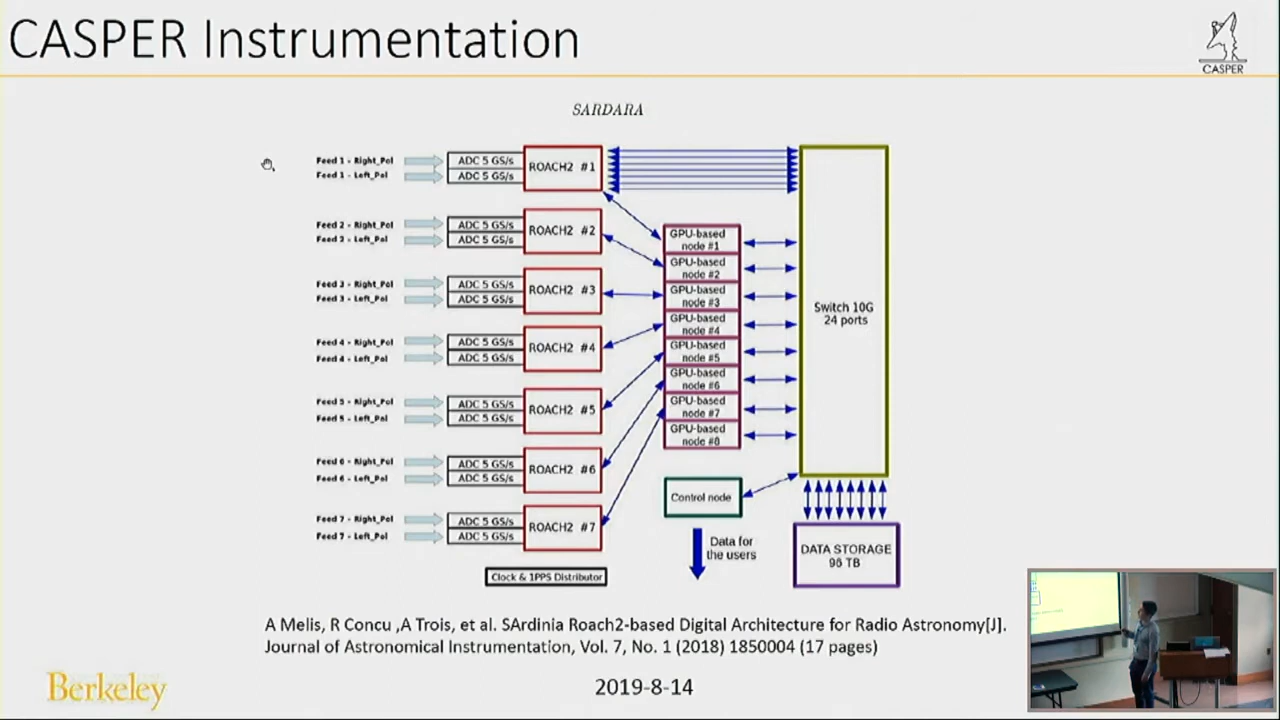 CASPER Instrumentation
CASPER
SARDARA
Feed 1 - Right_Pol
Feed 1 - Left_Pol
ADC 5 GS/s
ADC 5 GS/s
ROACH2 #1
Feed 2 - Right_Pol
Feed 2 - Left_Pol
ADC 5 GS/s
ADC 5 GS/s
ROACH2 #2
Feed 3 - Right_Pol
Feed 3 - Left_Pol
ADC 5 GS/s
ADC 5 GS/s
ROACH2 #3
Feed 4 - Right_Pol
Feed 4 - Left_Pol
ADC 5 GS/s
ADC 5 GS/s
ROACH2 #4
Feed 5 - Right_Pol
Feed 5 - Left_Pol
ADC 5 GS/s
ADC 5 GS/s
ROACH2 #5
Feed 6 - Right_Pol
Feed 6 - Left_Pol
ADC 5 GS/s
ADC 5 GS/s
ROACH2 #6
Feed 7 - Right_Pol
Feed 7 - Left_Pol
ADC 5 GS/s
ADC 5 GS/s
ROACH2 #7
Clock & 1PPS Distributor
GPU-based
node #1
GPU-based
node #2
GPU-based
node #3
GPU-based
node #4
GPU-based
node #5
GPU-based
node #6
GPU-based
node #7
GPU-based
node #8
Control node
Data for
the users
Switch 10G
24 ports
DATA STORAGE
96 TB
A Melis, R Concu ,A Trois, et al. SArdinia Roach2-based Digital Architecture for Radio Astronomy[J].
Journal of Astronomical Instrumentation, Vol. 7, No. 1 (2018) 1850004 (17 pages)
Berkeley
2019-8-14